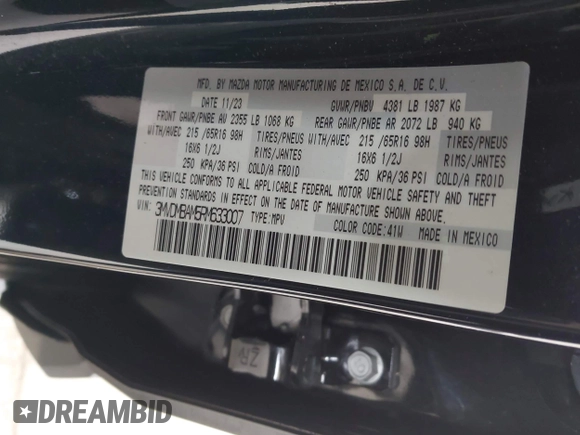 MFD. BY MAZDA MOTOR MANUFACTURING DE MEXICO S.A. DE C.V.
DATE 11/23 GVWR/PNBV 4381 LB 1987 KG
FRONT GAWR/PNBE AV 2355 LB 1068 KG REAR GAWR/PNBE AR 2072 LB 940 KG
WITH/AVEC 215 /65R16 98H TIRES/PNEUS WITH/AVEC 215 /65R16 98H TIRES/PNEUS
16X6 1/2J RIMS/JANTES 16X6 1/2J RIMS/JANTES
250 KPA/36 PSI A FROID/COLD 250 KPA/36 PSI A FROID/COLD
THIS VEHICLE CONFORMS TO ALL APPLICABLE FEDERAL MOTOR VEHICLE SAFETY AND THEFT
PREVENTION STANDARDS IN EFFECT ON THE DATE OF MANUFACTURE SHOWN ABOVE.
VIN: 3MVDMBAM5RM633007 TYPE:MPV COLOR CODE:41W MADE IN MEXICO
ZR
DREAMBID